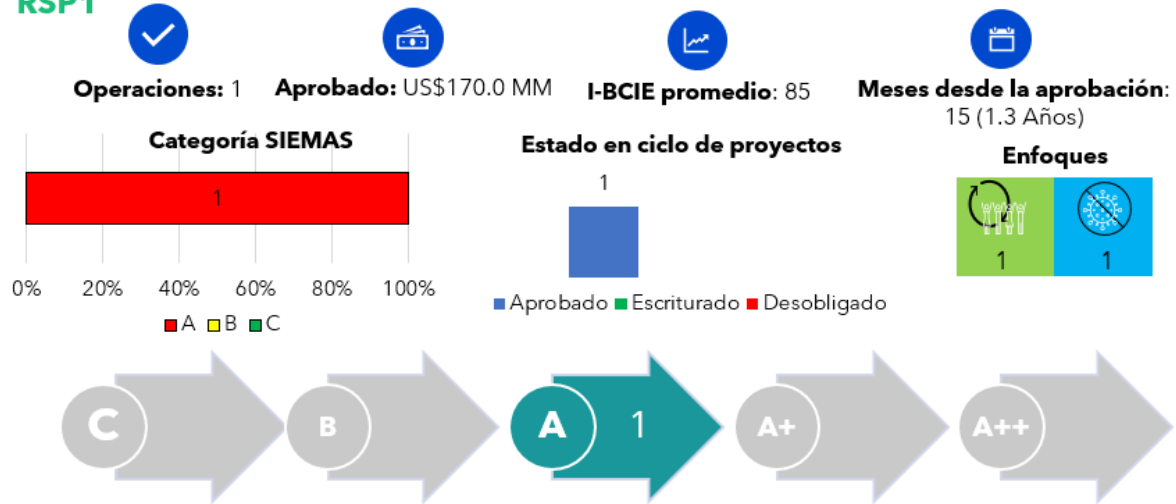 RSP1
Operaciones: 1
Aprobado: US$170.0 MM
I-BCIE promedio: 85
Meses desde la aprobación:
15 (1.3 Años)
Categoría SIEMAS
1
0% 20% 40% 60% 80% 100%
A B C
Estado en ciclo de proyectos
1
Aprobado Escriturado Desobligado
Enfoques
1 1
C B A 1 A+ A++